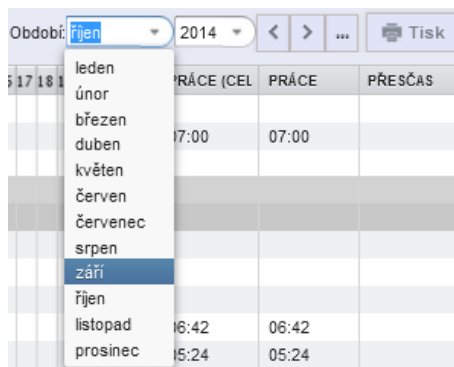 Období: říjen 2014 < > ... Tisk
leden
17 18 PRÁCE (CEL PRÁCE PŘESČAS
únor
březen
duben 07:00 07:00
květen
červen
červenec
srpen
září
říjen
listopad 06:42 06:42
prosinec 05:24 05:24